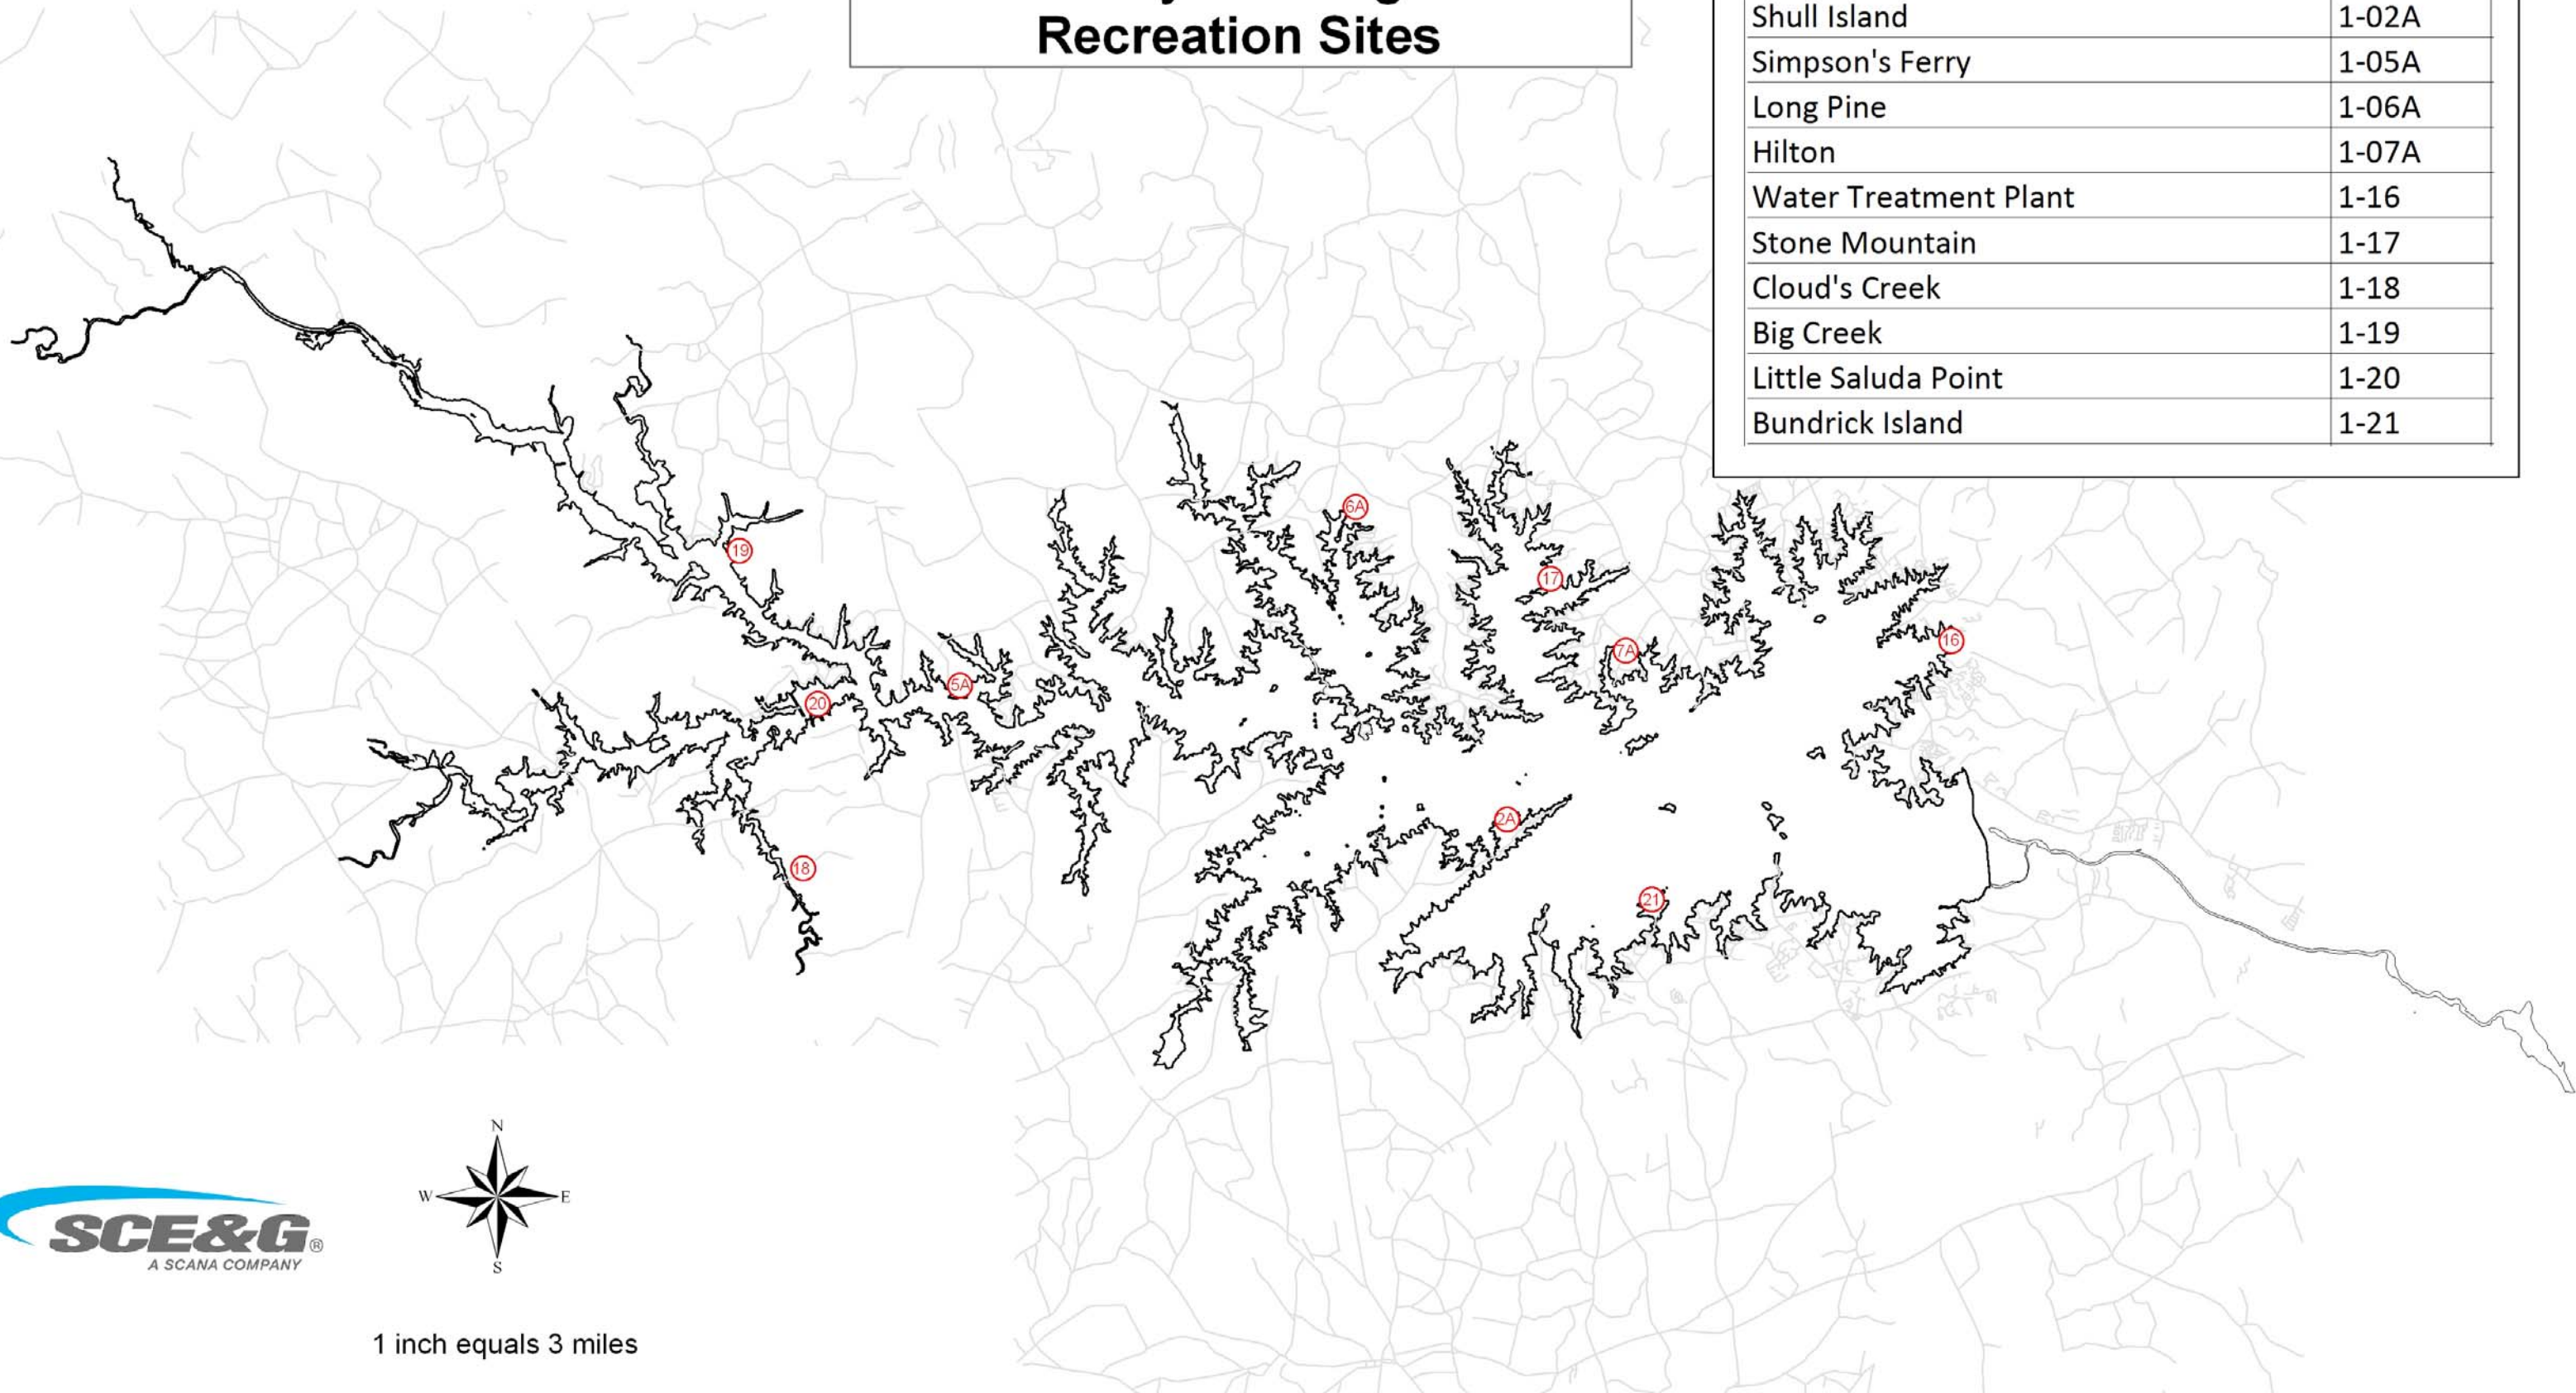 Recreation Sites
Shull Island 1-02A
Simpson's Ferry 1-05A
Long Pine 1-06A
Hilton 1-07A
Water Treatment Plant 1-16
Stone Mountain 1-17
Cloud's Creek 1-18
Big Creek 1-19
Little Saluda Point 1-20
Bundrick Island 1-21
6A
19
17
16
7A
5A
20
2A
18
21
N
W E
S
SCE&G®
A SCANA COMPANY
1 inch equals 3 miles